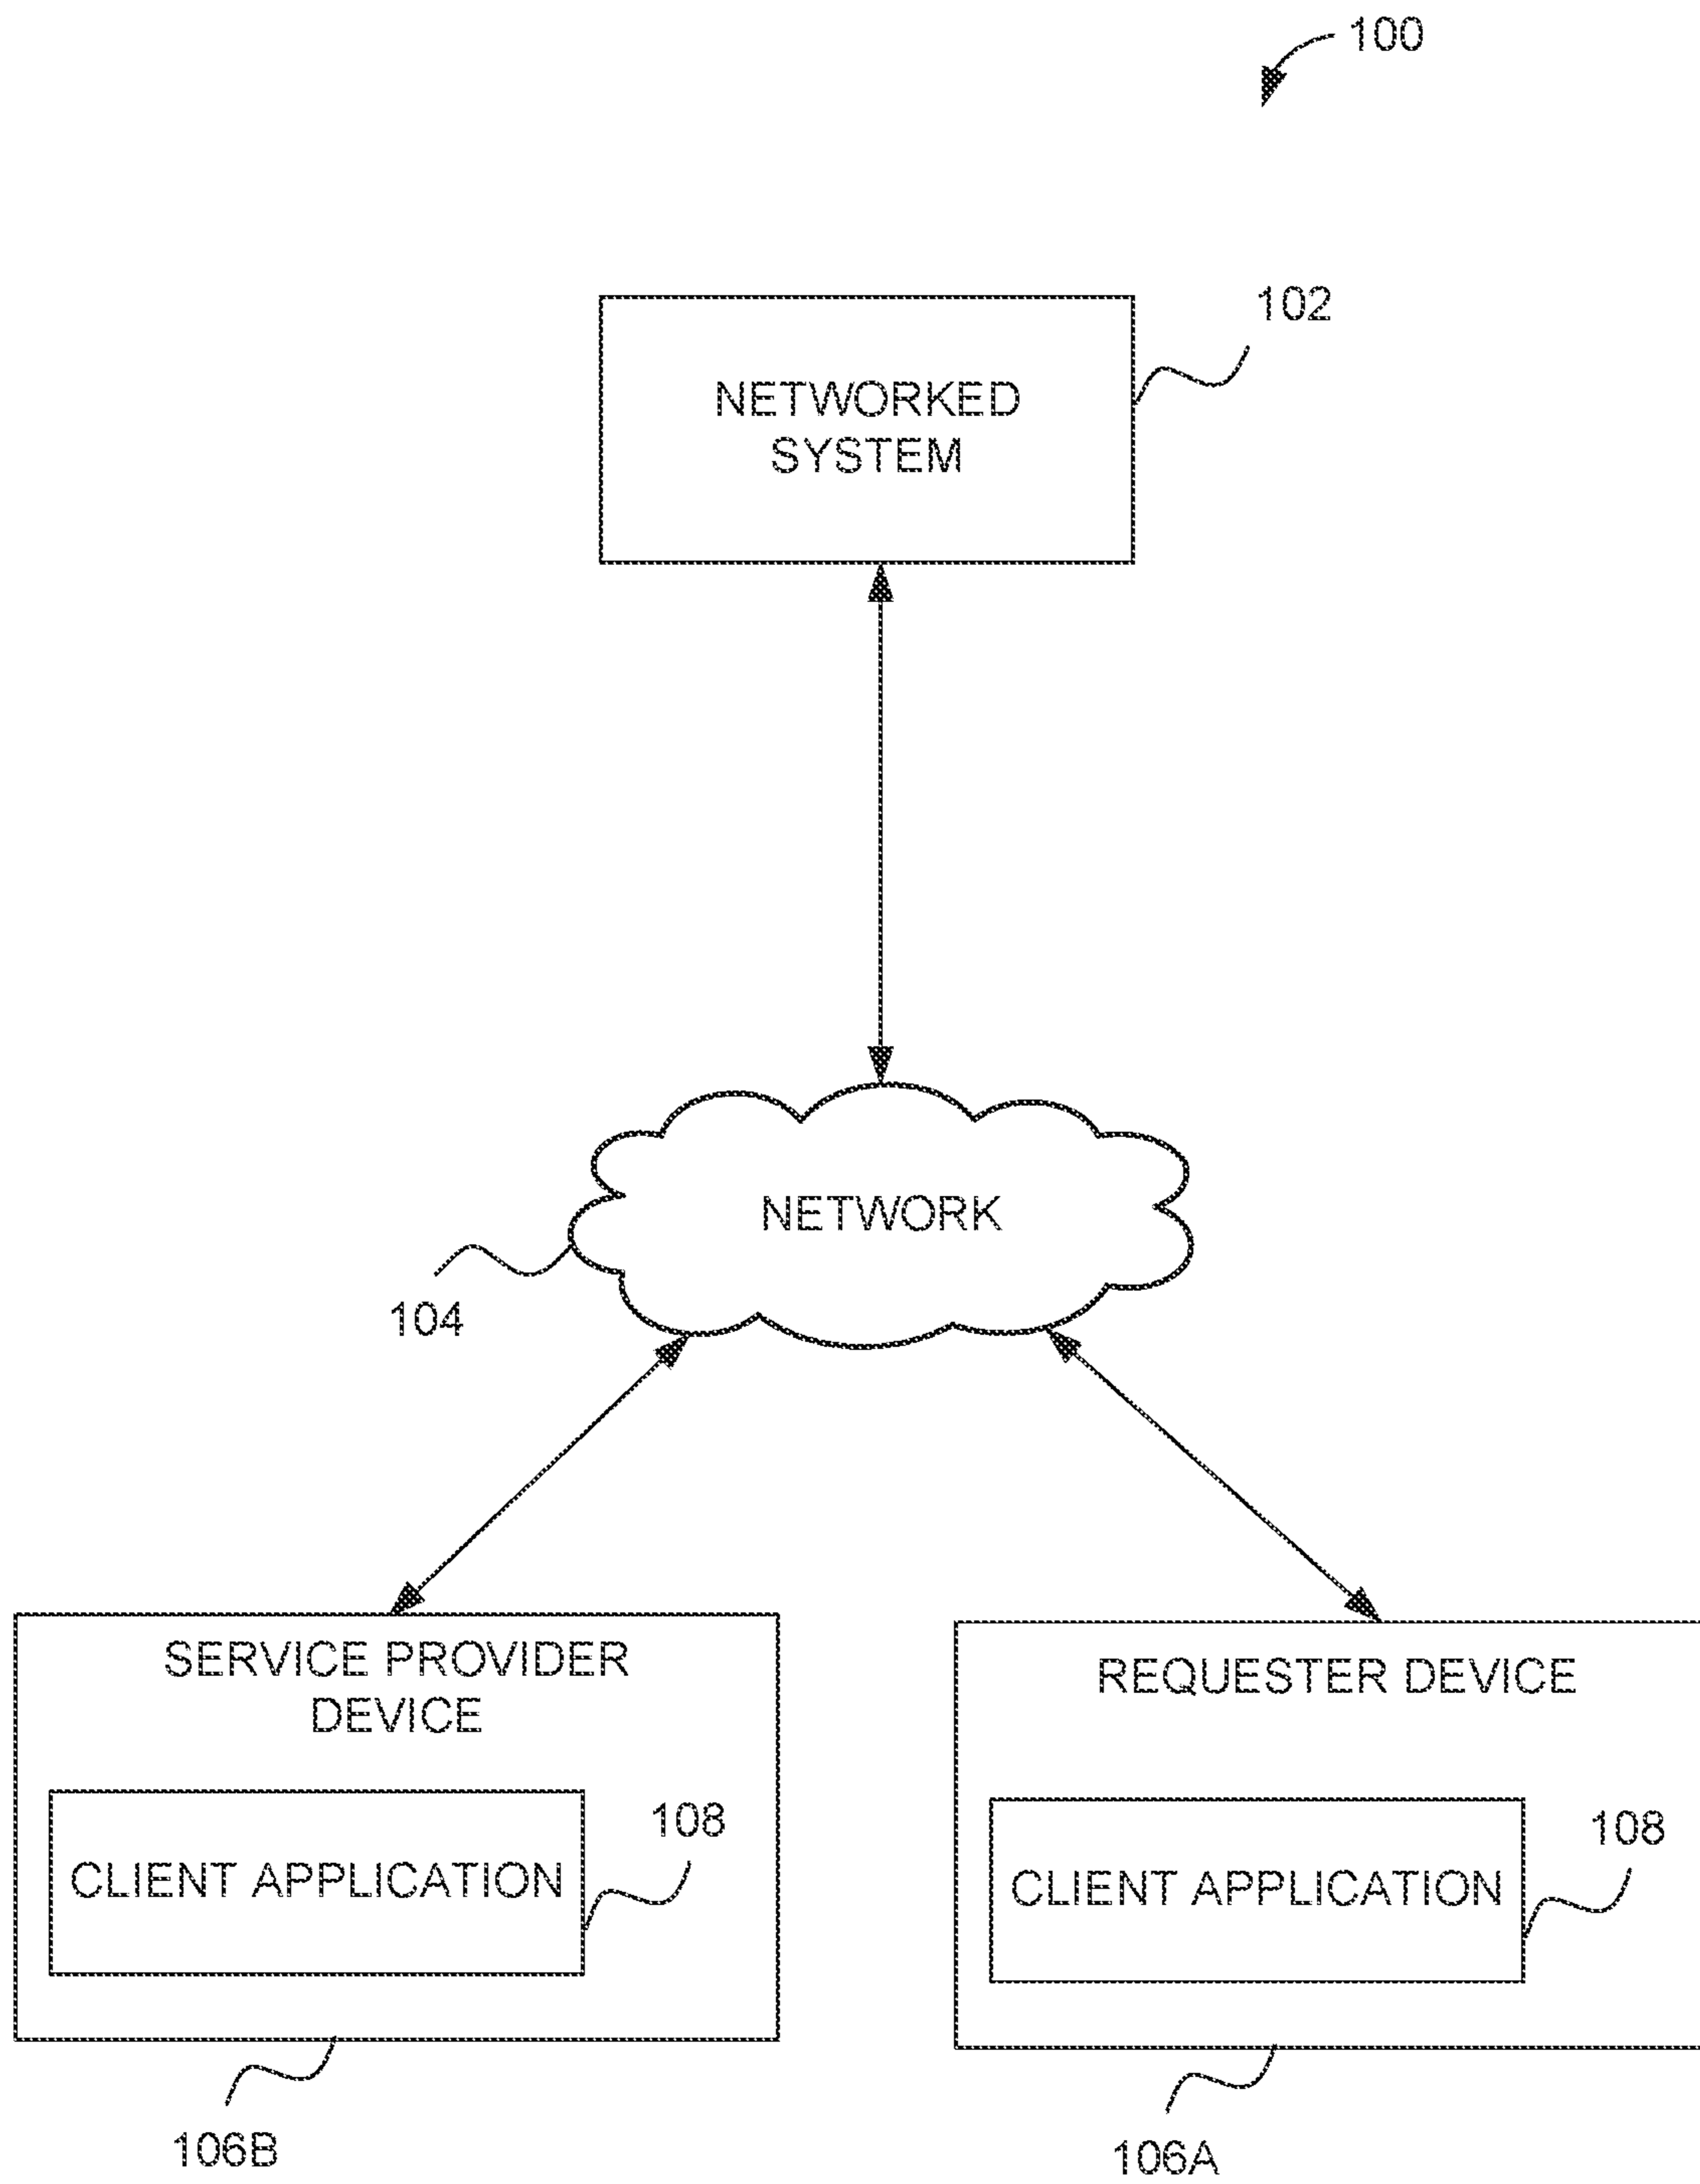 100
102
NETWORKED
SYSTEM
NETWORK
104
SERVICE PROVIDER
DEVICE
CLIENT APPLICATION
108
106B
REQUESTER DEVICE
CLIENT APPLICATION
108
106A